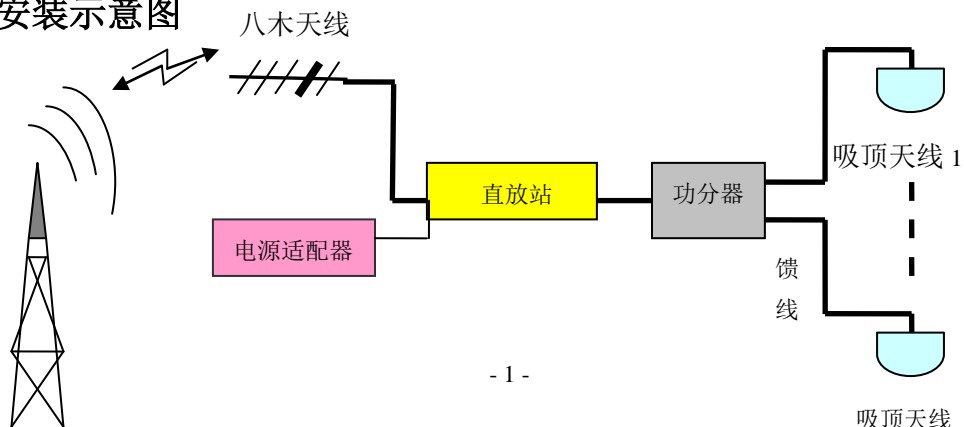 安装示意图
八木天线
吸顶天线 1
直放站
功分器
电源适配器
馈
线
- 1 -
吸顶天线